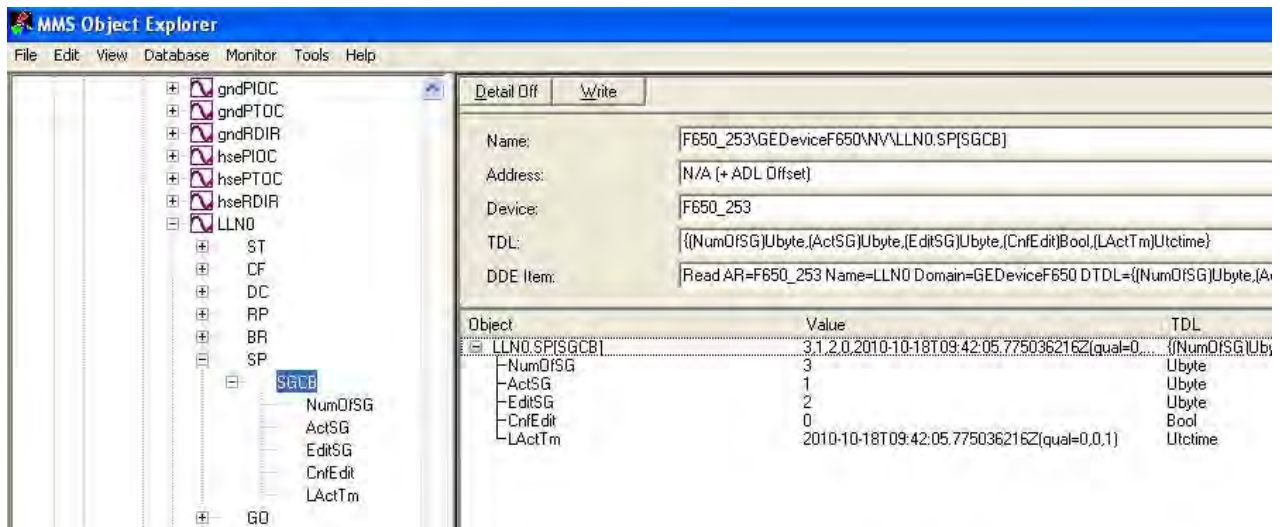 MMS Object Explorer
File Edit View Database Monitor Tools Help
gndPIOC
gndPTOC
gndRDIR
hsePIOC
hsePTOC
hseRDIR
LLN0
ST
CF
DC
RP
BR
SP
SGCB
NumOfSG
ActSG
EditSG
CnfEdit
LActTm
GO
Detail Off Write
Name: F650_253\GEDeviceF650\NV\LLN0.SP[SGCB]
Address: N/A (+ ADL Offset)
Device: F650_253
TDL: {(NumOfSG)Ubyte,(ActSG)Ubyte,(EditSG)Ubyte,(CnfEdit)Bool,(LActTm)Utctime}
DDE Item: Read AR=F650_253 Name=LLN0 Domain=GEDeviceF650 DTDL={(NumOfSG)Ubyte,(A
Object Value TDL
LLN0.SP[SGCB] 3,1,2,0,2010-10-18T09:42:05.775036216Z(qual=0,... {(NumOfSG)Uby
NumOfSG 3 Ubyte
ActSG 1 Ubyte
EditSG 2 Ubyte
CnfEdit 0 Bool
LActTm 2010-10-18T09:42:05.775036216Z(qual=0,0,1) Utctime